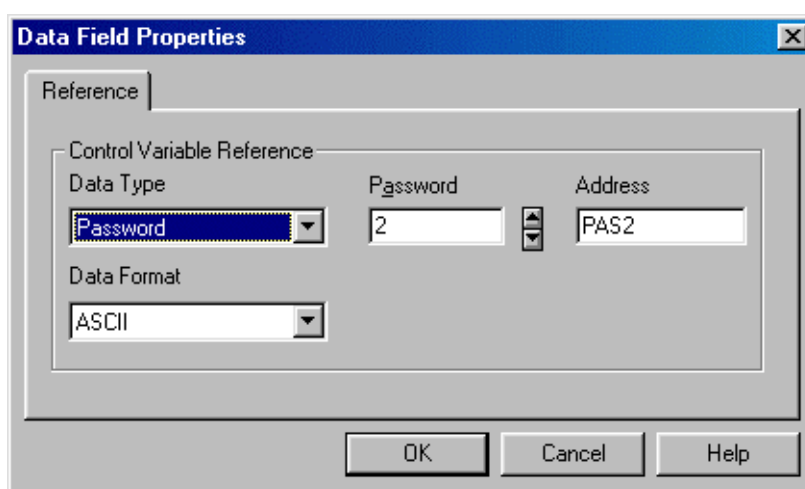 Data Field Properties
Reference
Control Variable Reference
Data Type Password Address
Password 2 PAS2
Data Format
ASCII
OK Cancel Help